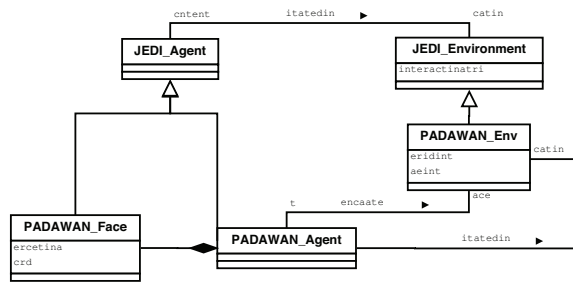 cntent itatedin catin
JEDI_Agent
JEDI_Environment
interactinatri
PADAWAN_Env
eridint
aeint
catin
t encaate ace
PADAWAN_Face
ercetina
crd
PADAWAN_Agent
itatedin